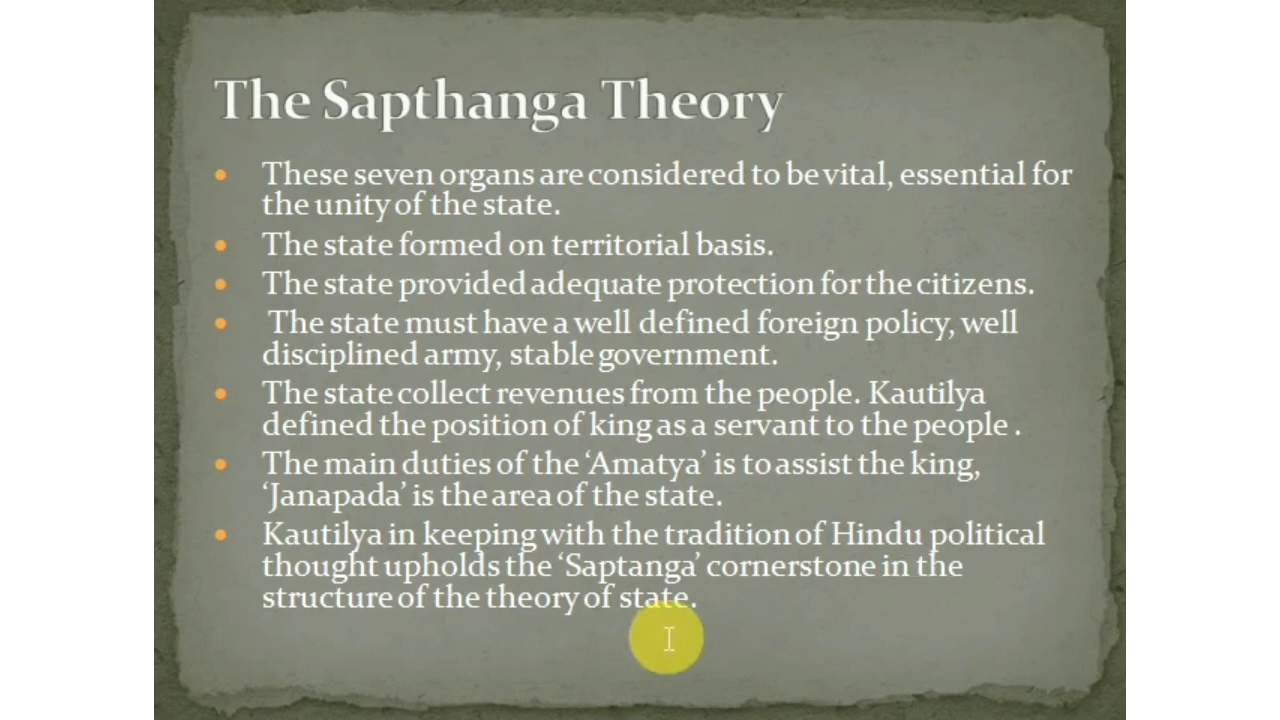 The Sapthanga Theory
These seven organs are considered to be vital, essential for
the unity of the state.
The state formed on territorial basis.
The state provided adequate protection for the citizens.
The state must have a well defined foreign policy, well
disciplined army, stable government.
The state collect revenues from the people. Kautilya
defined the position of king as a servant to the people .
The main duties of the ‘Amatya’ is to assist the king,
‘Janapada’ is the area of the state.
Kautilya in keeping with the tradition of Hindu political
thought upholds the ‘Saptanga’ cornerstone in the
structure of the theory of state.